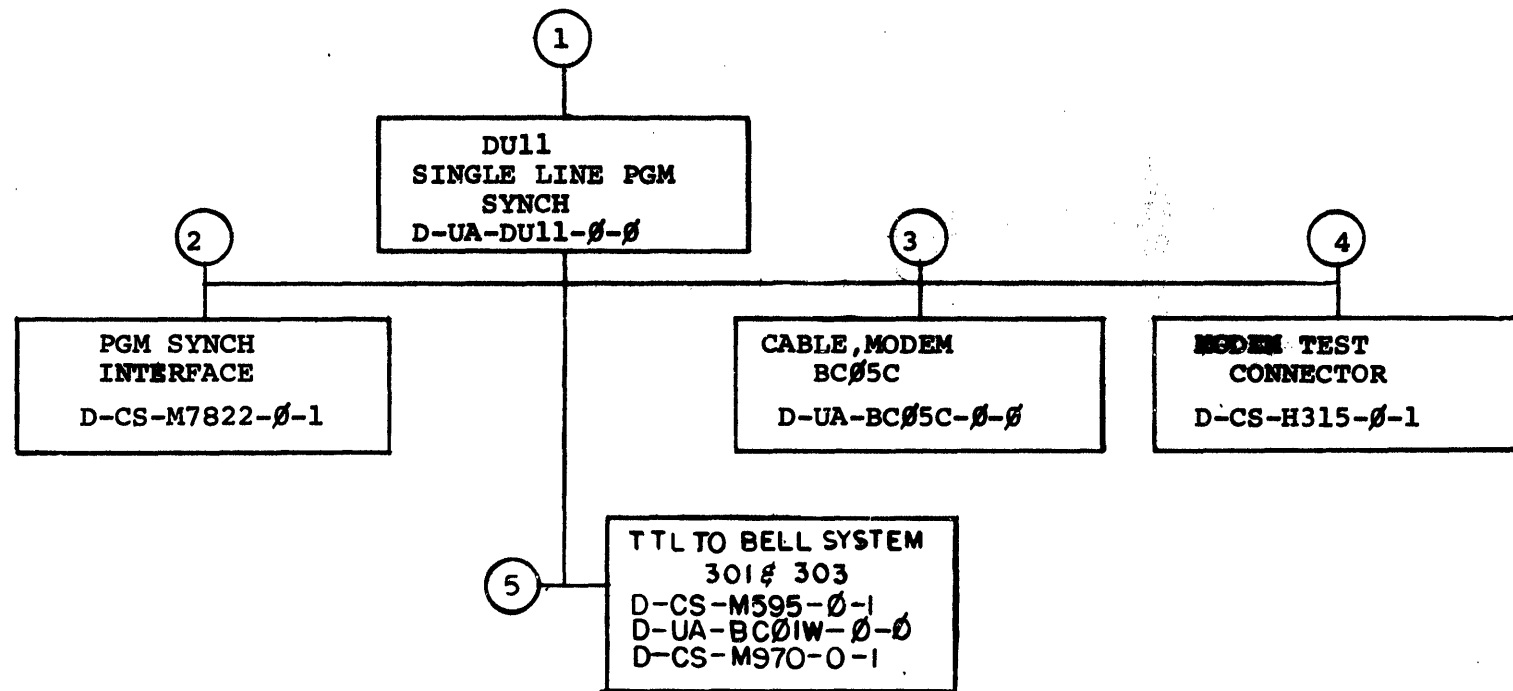 1
DU11
SINGLE LINE PGM
SYNCH
D-UA-DU11-Ø-Ø
2
PGM SYNCH
INTERFACE
D-CS-M7822-Ø-1
3
CABLE,MODEM
BCØ5C
D-UA-BCØ5C-Ø-Ø
4
MODEM TEST
CONNECTOR
D-CS-H315-Ø-1
5
TTL TO BELL SYSTEM
301 & 303
D-CS-M595-Ø-1
D-UA-BCØ1W-Ø-Ø
D-CS-M970-0-1